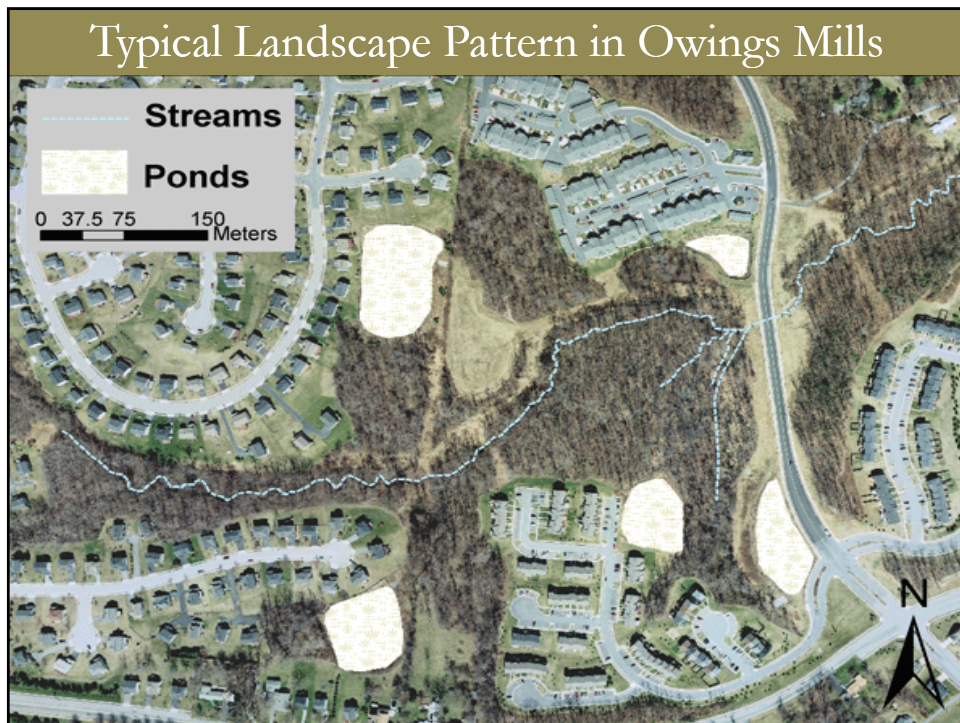 Typical Landscape Pattern in Owings Mills
Streams
Ponds
0 37.5 75 150
Meters
N